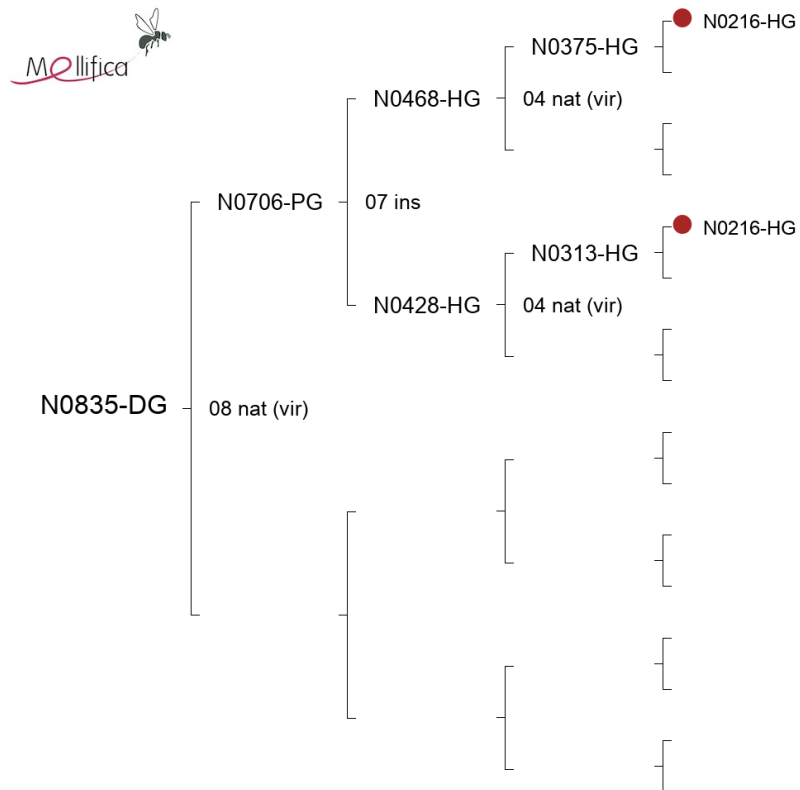 Mellifica
N0216-HG
N0375-HG
N0468-HG
04 nat (vir)
N0706-PG
07 ins
N0216-HG
N0313-HG
N0428-HG
04 nat (vir)
N0835-DG
08 nat (vir)